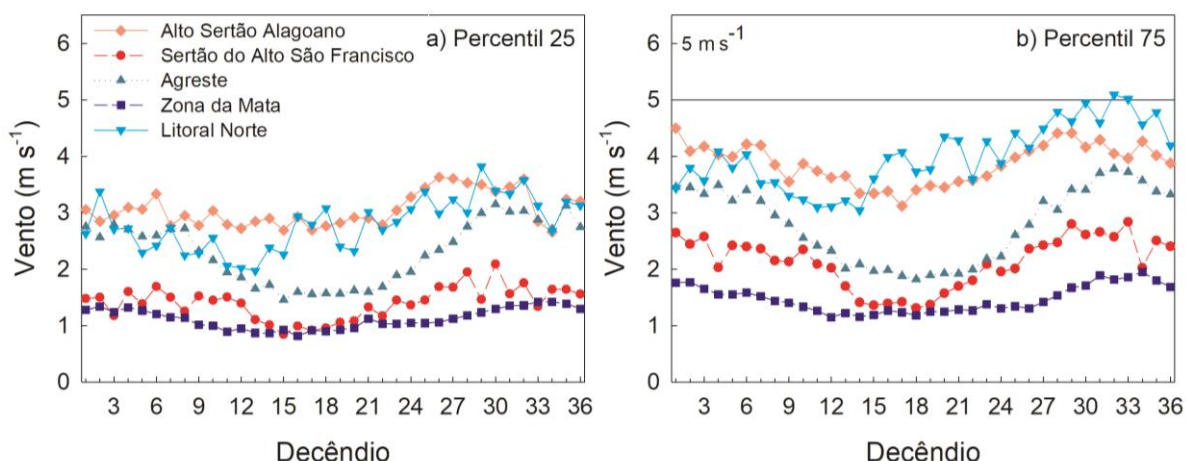 a) Percentil 25
Alto Sertão Alagoano
Sertão do Alto São Francisco
Agreste
Zona da Mata
Litoral Norte
Vento (m s-1)
6
5
4
3
2
1
0
3 6 9 12 15 18 21 24 27 30 33 36
Decêndio
b) Percentil 75
5 m s-1
Vento (m s-1)
6
5
4
3
2
1
0
3 6 9 12 15 18 21 24 27 30 33 36
Decêndio